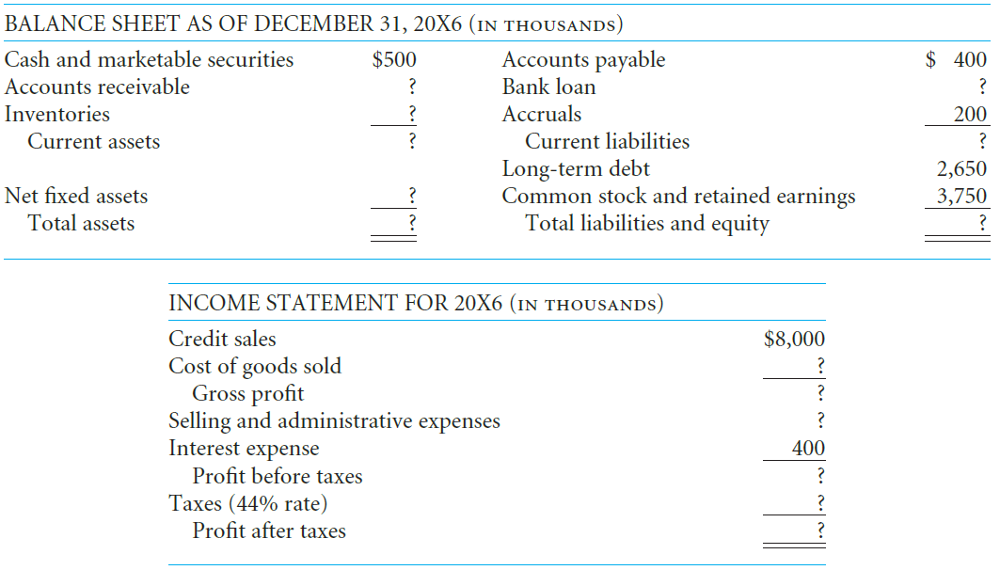 BALANCE SHEET AS OF DECEMBER 31, 20X6 (IN THOUSANDS)
Cash and marketable securities $500 Accounts payable $ 400
Accounts receivable ? Bank loan ?
Inventories ? Accruals 200
Current assets ? Current liabilities ?
Long-term debt 2,650
Net fixed assets ? Common stock and retained earnings 3,750
Total assets ? Total liabilities and equity ?
INCOME STATEMENT FOR 20X6 (IN THOUSANDS)
Credit sales $8,000
Cost of goods sold ?
Gross profit ?
Selling and administrative expenses ?
Interest expense 400
Profit before taxes ?
Taxes (44% rate) ?
Profit after taxes ?